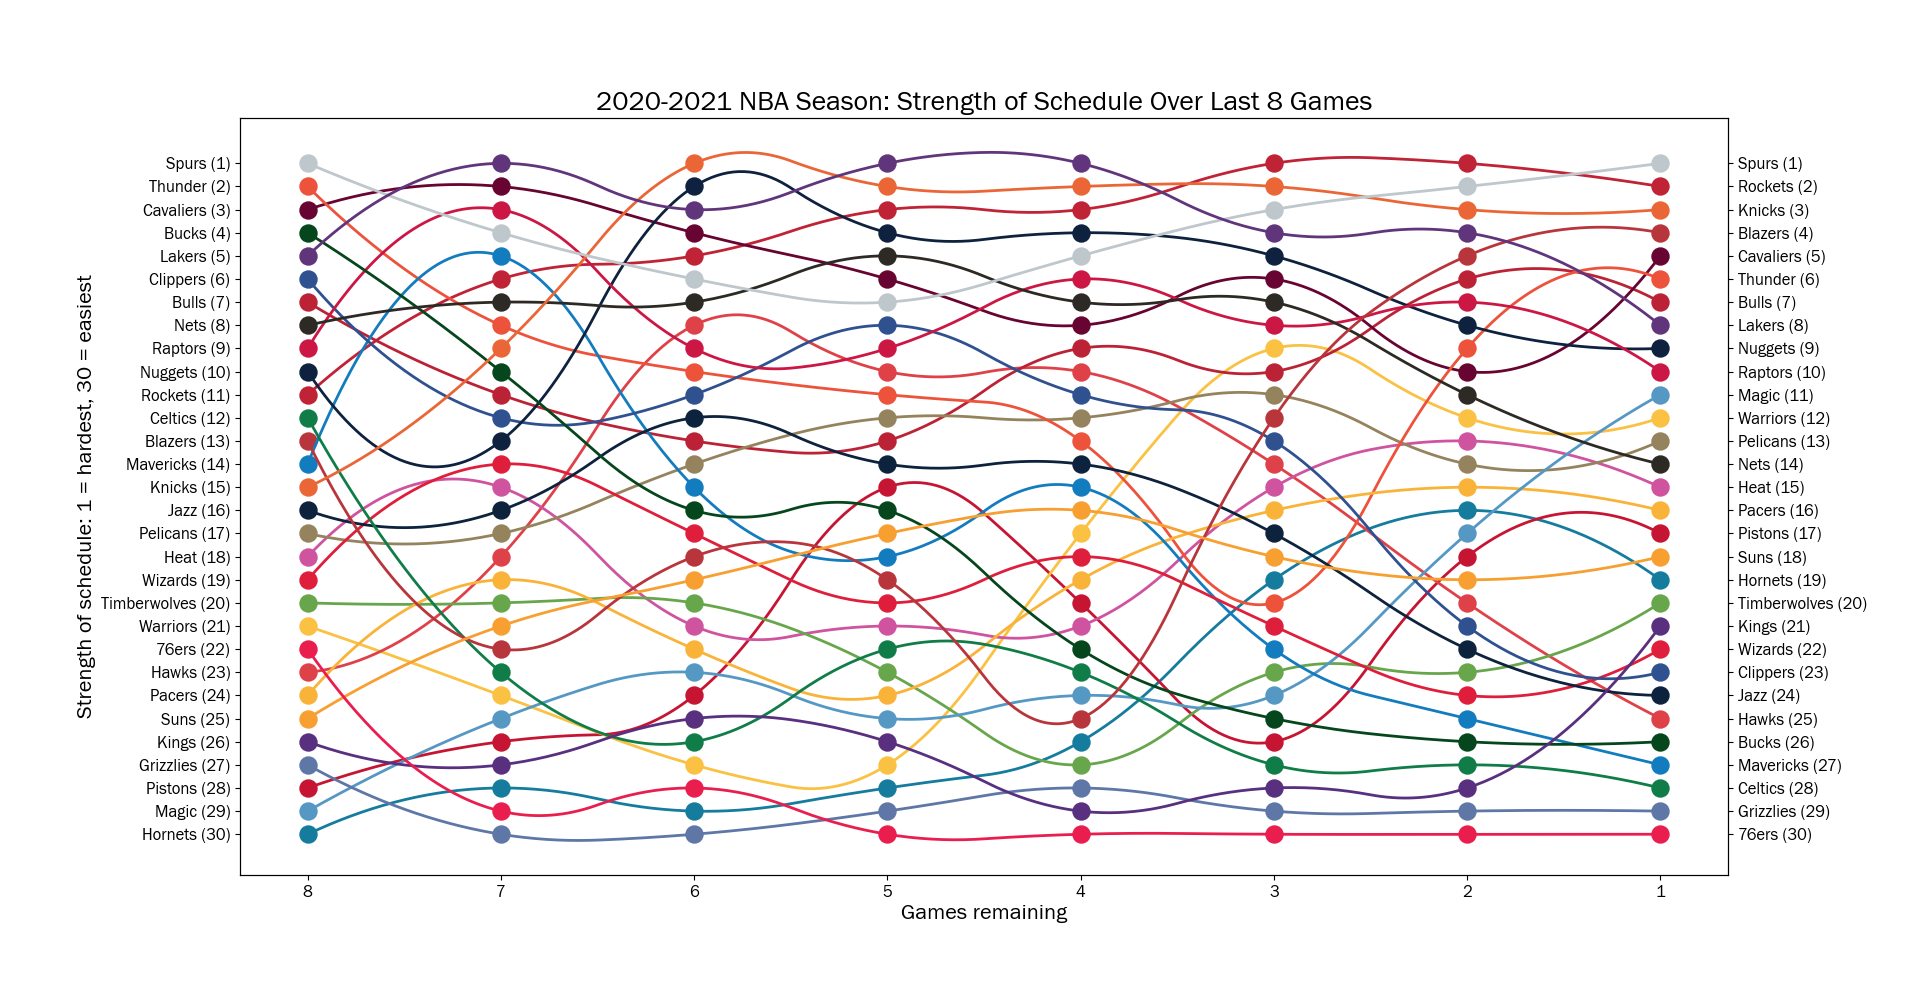 2020-2021 NBA Season: Strength of Schedule Over Last 8 Games
Strength of schedule: 1 = hardest, 30 = easiest
Spurs (1)
Thunder (2)
Cavaliers (3)
Bucks (4)
Lakers (5)
Clippers (6)
Bulls (7)
Nets (8)
Raptors (9)
Nuggets (10)
Rockets (11)
Celtics (12)
Blazers (13)
Mavericks (14)
Knicks (15)
Jazz (16)
Pelicans (17)
Heat (18)
Wizards (19)
Timberwolves (20)
Warriors (21)
76ers (22)
Hawks (23)
Pacers (24)
Suns (25)
Kings (26)
Grizzlies (27)
Pistons (28)
Magic (29)
Hornets (30)
Spurs (1)
Rockets (2)
Knicks (3)
Blazers (4)
Cavaliers (5)
Thunder (6)
Bulls (7)
Lakers (8)
Nuggets (9)
Raptors (10)
Magic (11)
Warriors (12)
Pelicans (13)
Nets (14)
Heat (15)
Pacers (16)
Pistons (17)
Suns (18)
Hornets (19)
Timberwolves (20)
Kings (21)
Wizards (22)
Clippers (23)
Jazz (24)
Hawks (25)
Bucks (26)
Mavericks (27)
Celtics (28)
Grizzlies (29)
76ers (30)
8 7 6 5 4 3 2 1
Games remaining